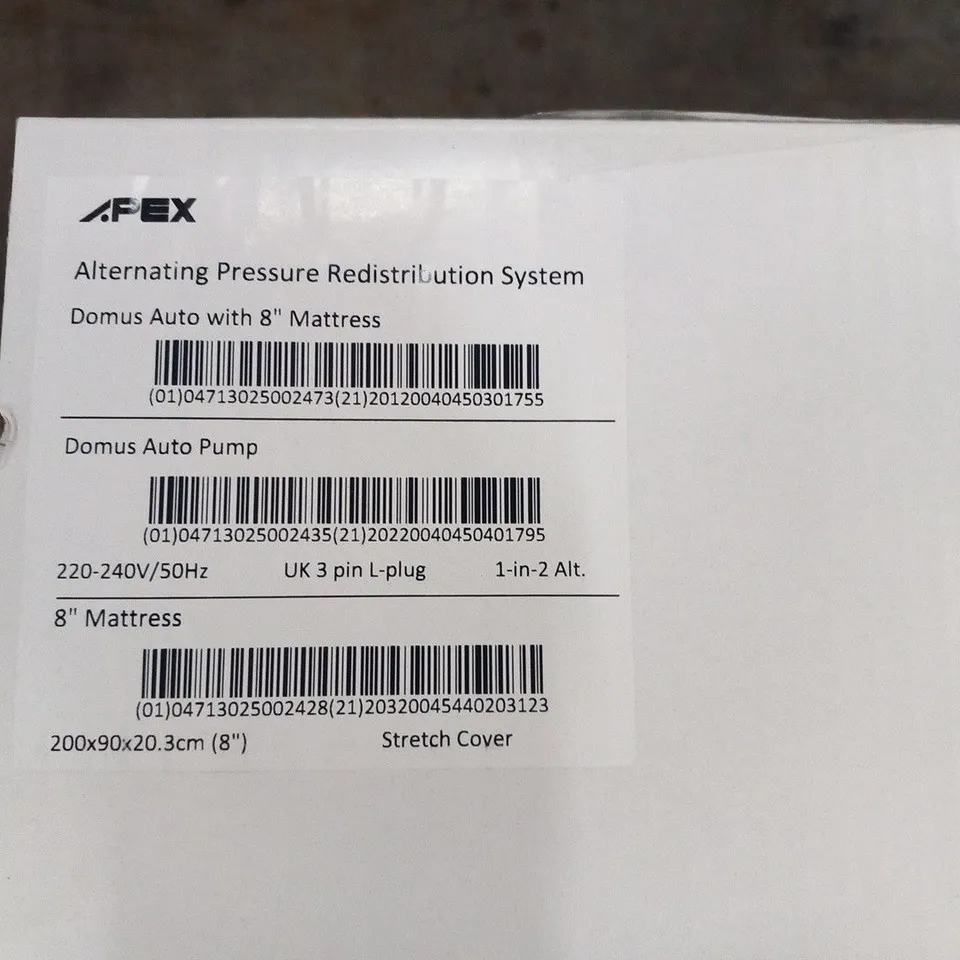 APEX
Alternating Pressure Redistribution System
Domus Auto with 8" Mattress
(01)04713025002473(21)20120040450301755
Domus Auto Pump
(01)04713025002435(21)20220040450401795
220-240V/50Hz UK 3 pin L-plug 1-in-2 Alt.
8" Mattress
(01)04713025002428(21)20320045440203123
200x90x20.3cm (8") Stretch Cover